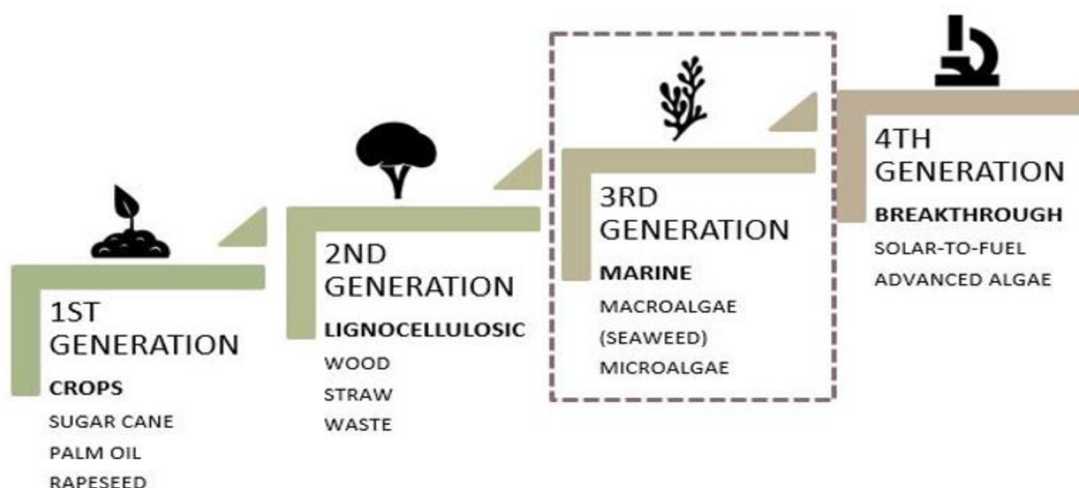 1ST
GENERATION
CROPS
SUGAR CANE
PALM OIL
RAPESEED
2ND
GENERATION
LIGNOCELLULOSIC
WOOD
STRAW
WASTE
3RD
GENERATION
MARINE
MACROALGAE
(SEAWEED)
MICROALGAE
4TH
GENERATION
BREAKTHROUGH
SOLAR-TO-FUEL
ADVANCED ALGAE